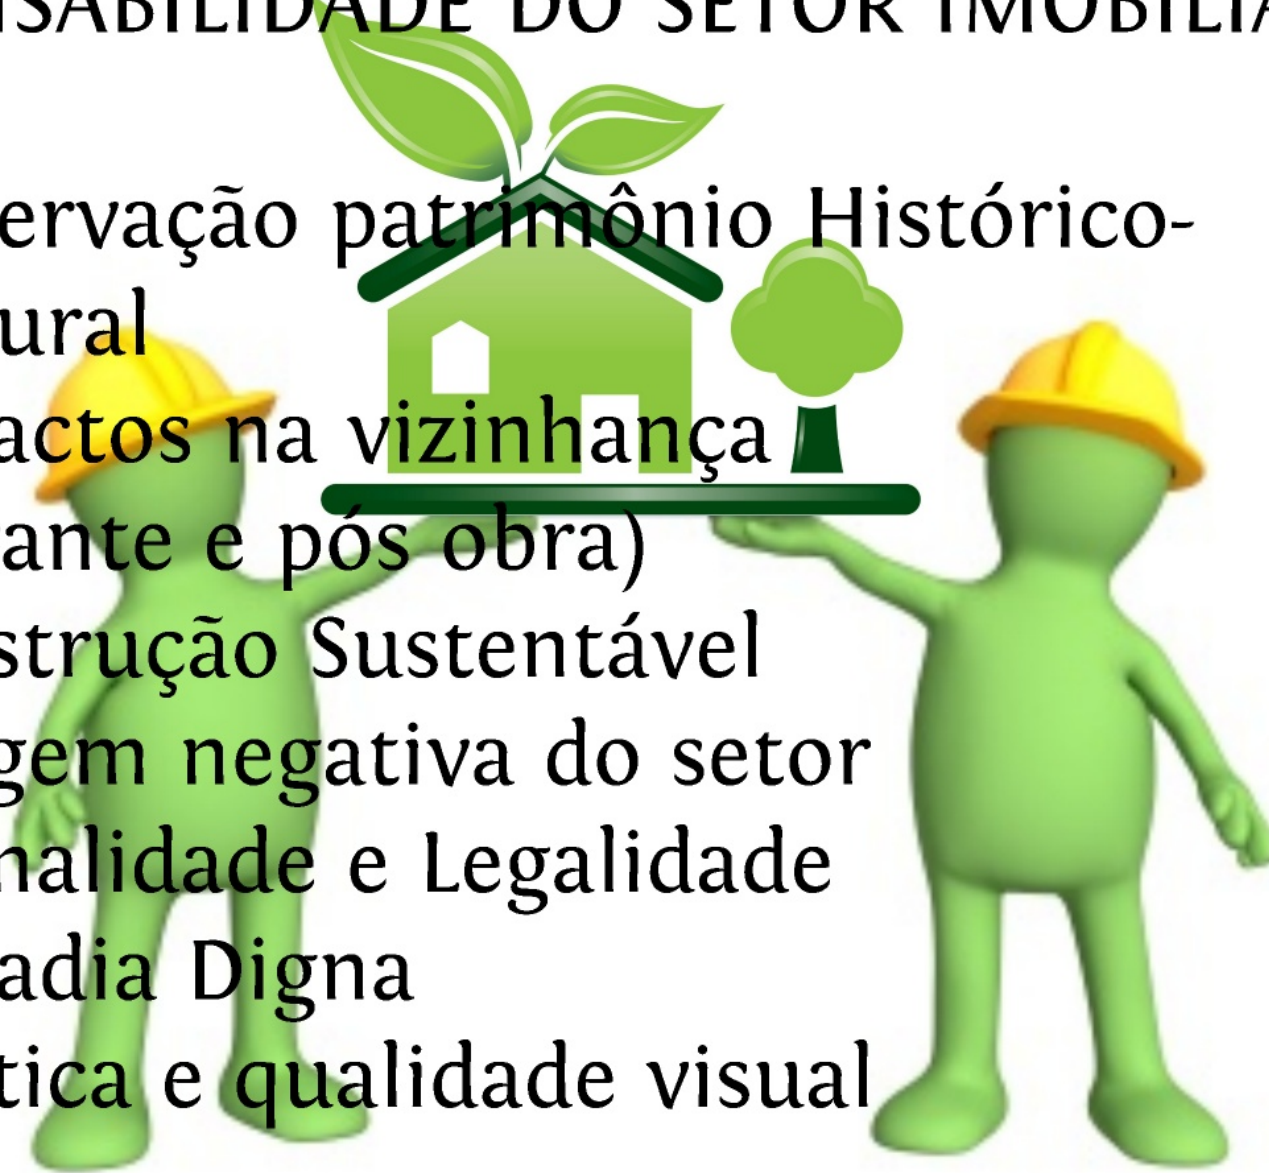 NSABILIDADE DO SETOR IMOBILIA
ervação patrimônio Histórico-
ural
actos na vizinhança
ante e pós obra)
strução Sustentável
gem negativa do setor
nalidade e Legalidade
adia Digna
tica e qualidade visual